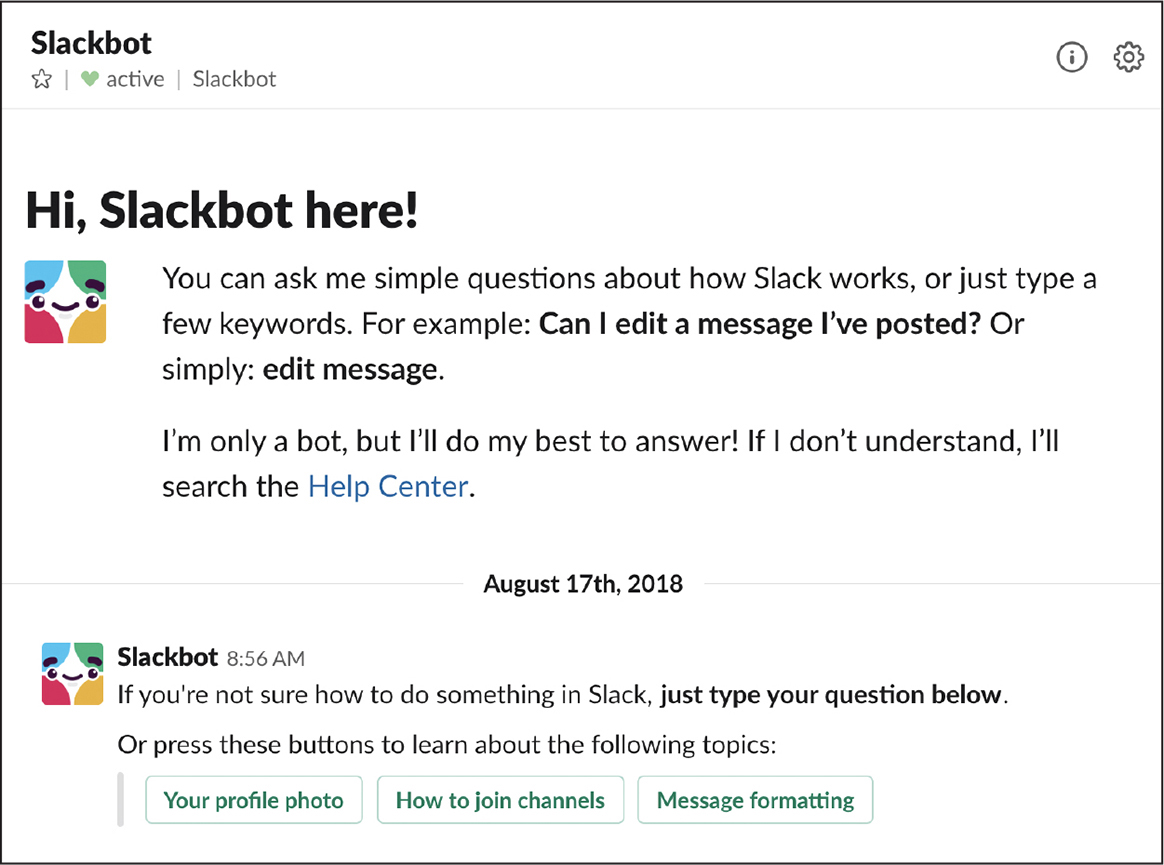 Slackbot
| active | Slackbot
Hi, Slackbot here!
You can ask me simple questions about how Slack works, or just type a
few keywords. For example: Can I edit a message I’ve posted? Or
simply: edit message.
I’m only a bot, but I’ll do my best to answer! If I don’t understand, I’ll
search the Help Center.
August 17th, 2018
Slackbot 8:56 AM
If you're not sure how to do something in Slack, just type your question below.
Or press these buttons to learn about the following topics:
Your profile photo How to join channels Message formatting